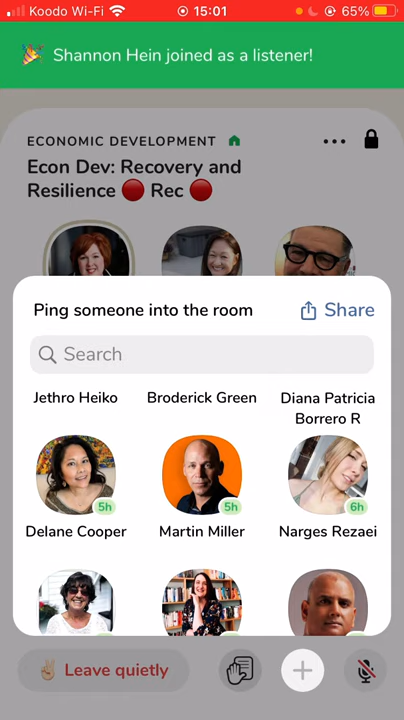 Koodo Wi-Fi 15:01 65%
🎉 Shannon Hein joined as a listener!
ECONOMIC DEVELOPMENT
Econ Dev: Recovery and
Resilience 🔴 Rec 🔴
Ping someone into the room
Share
Search
Jethro Heiko
Broderick Green
Diana Patricia
Borrero R
5h
5h
6h
Delane Cooper
Martin Miller
Narges Rezaei
✌🏼 Leave quietly